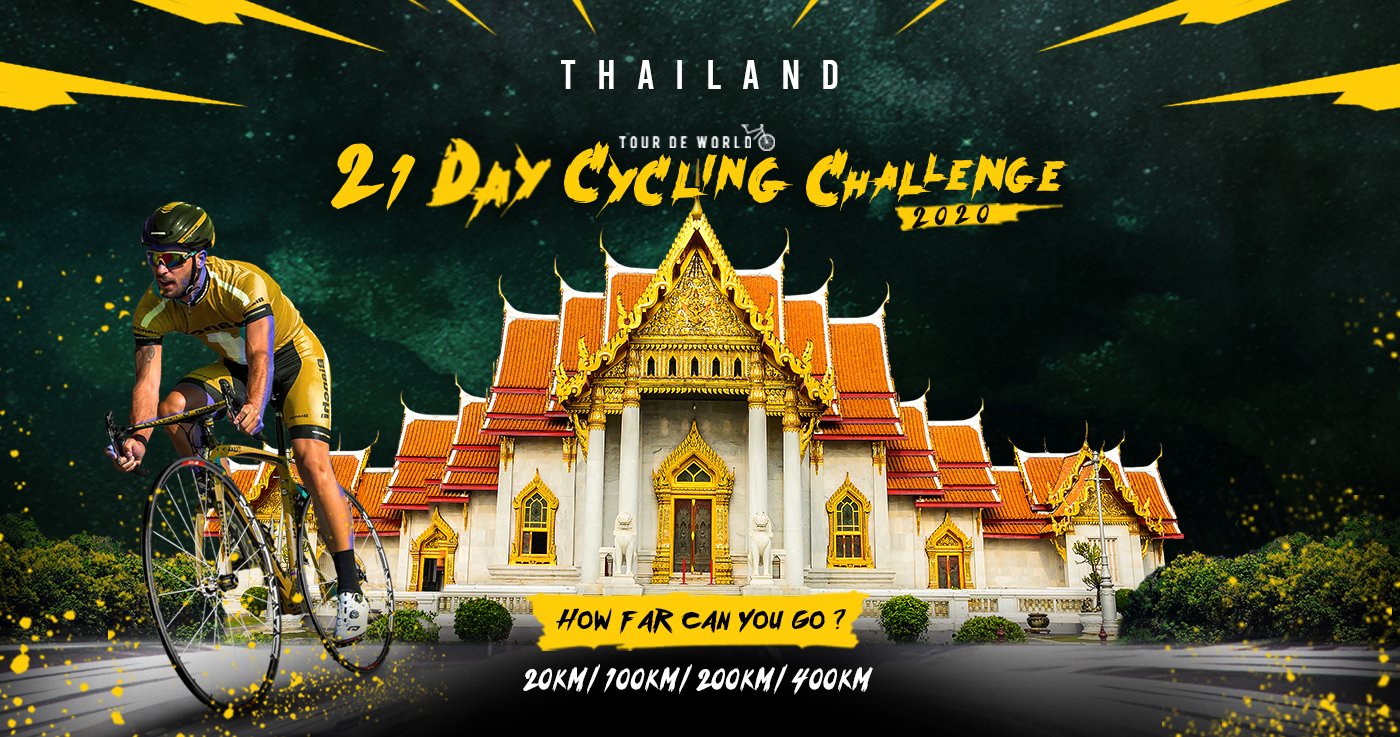 THAILAND
TOUR DE WORLD
21 DAY CYCLING CHALLENGE
2020
HOW FAR CAN YOU GO ?
20KM/ 100KM/ 200KM/ 400KM